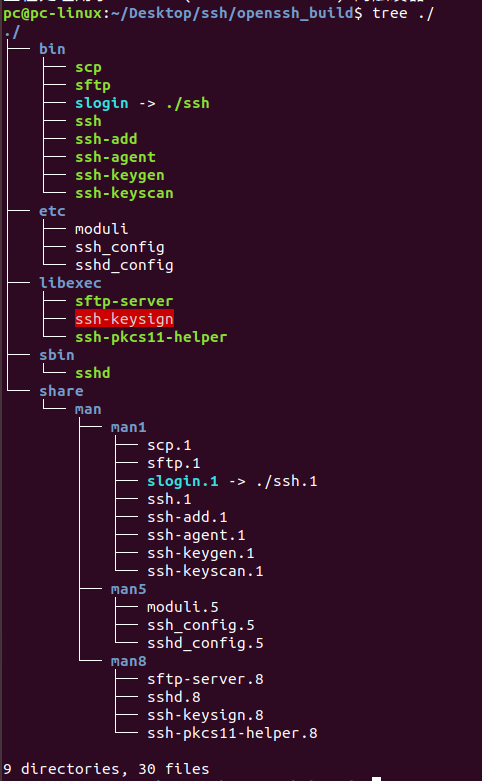 pc@pc-linux:~/Desktop/ssh/openssh_build$ tree ./
./
├── bin
│   ├── scp
│   ├── sftp
│   ├── slogin -> ./ssh
│   ├── ssh
│   ├── ssh-add
│   ├── ssh-agent
│   ├── ssh-keygen
│   └── ssh-keyscan
├── etc
│   ├── moduli
│   ├── ssh_config
│   └── sshd_config
├── libexec
│   ├── sftp-server
│   ├── ssh-keysign
│   └── ssh-pkcs11-helper
├── sbin
│   └── sshd
└── share
    └── man
        ├── man1
        │   ├── scp.1
        │   ├── sftp.1
        │   ├── slogin.1 -> ./ssh.1
        │   ├── ssh.1
        │   ├── ssh-add.1
        │   ├── ssh-agent.1
        │   ├── ssh-keygen.1
        │   └── ssh-keyscan.1
        ├── man5
        │   ├── moduli.5
        │   ├── ssh_config.5
        │   └── sshd_config.5
        └── man8
            ├── sftp-server.8
            ├── sshd.8
            ├── ssh-keysign.8
            └── ssh-pkcs11-helper.8
9 directories, 30 files